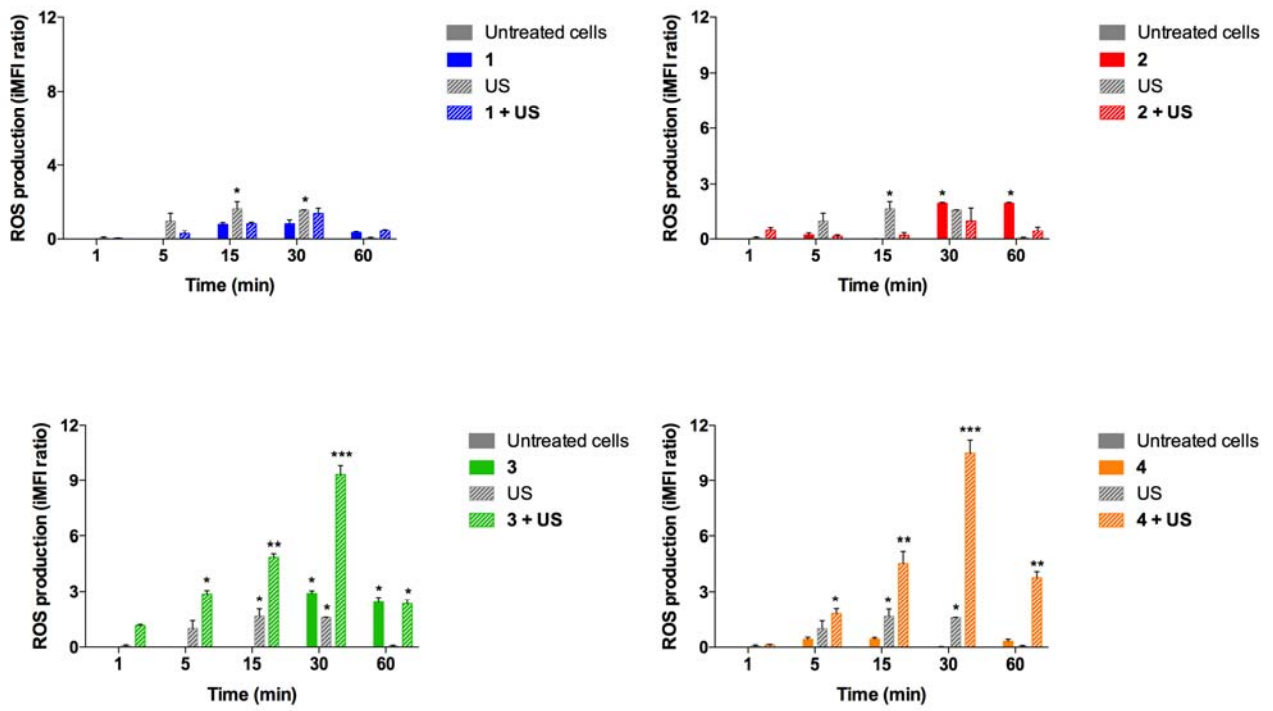 ROS production (iMFI ratio)
12
8
4
0
*
*
1 5 15 30 60
Time (min)
Untreated cells
1
US
1 + US
ROS production (iMFI ratio)
12
9
6
3
0
*
*
*
1 5 15 30 60
Time (min)
Untreated cells
2
US
2 + US
ROS production (iMFI ratio)
12
9
6
3
0
*
*
**
*
*
***
*
*
1 5 15 30 60
Time (min)
Untreated cells
3
US
3 + US
ROS production (iMFI ratio)
12
9
6
3
0
*
*
**
*
***
**
1 5 15 30 60
Time (min)
Untreated cells
4
US
4 + US